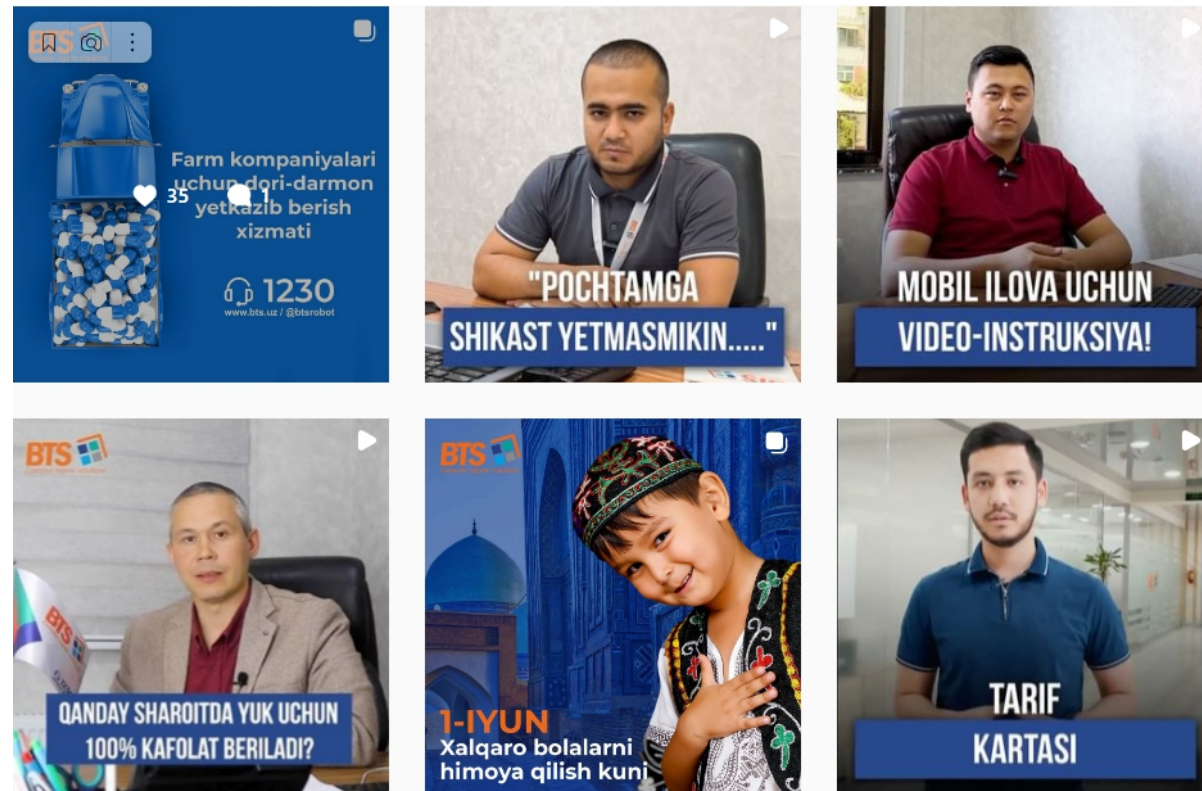 BTS
Farm kompaniyalari
uchun dori-darmon
yetkazib berish
xizmati
35
1
1230
www.bts.uz / @btsrobot
"POCHTAMGA
SHIKAST YETMASMIKIN....."
MOBIL ILOVA UCHUN
VIDEO-INSTRUKSIYA!
BTS
BTS
QANDAY SHAROITDA YUK UCHUN
100% KAFOLAT BERILADI?
BTS
1-IYUN
Xalqaro bolalarni
himoya qilish kuni
TARIF
KARTASI